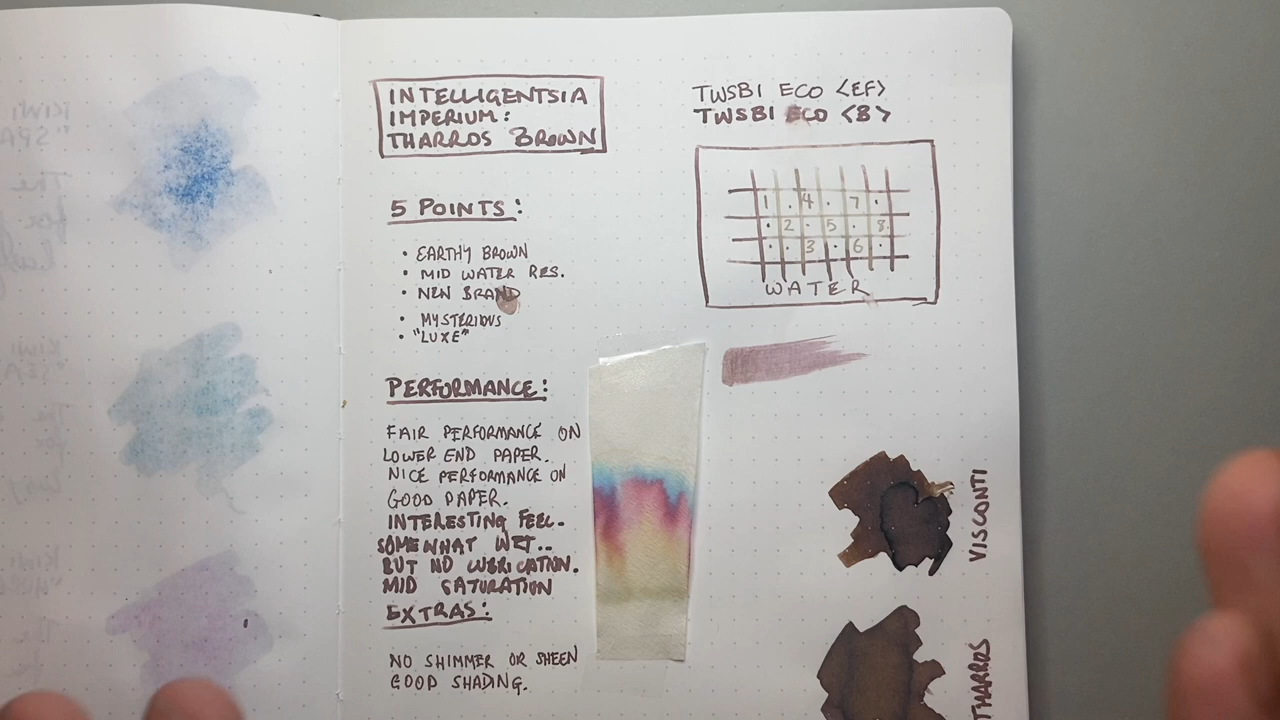 INTELLIGENTSIA
IMPERIUM:
THARROS BROWN
5 POINTS:
• EARTHY BROWN
• MID WATER RES.
• NEW BRAND
• MYSTERIOUS
• "LUXE"
PERFORMANCE:
FAIR PERFORMANCE ON
LOWER END PAPER.
NICE PERFORMANCE ON
GOOD PAPER.
INTERESTING FEEL.
SOMEWHAT WET..
BUT NO LUBRICATION.
MID SATURATION
EXTRAS:
NO SHIMMER OR SHEEN
GOOD SHADING.
TWSBI ECO <EF>
TWSBI ECO <B>
1 . 4 . 7 .
. 2 . 5 . 8
. . 3 . 6 .
WATER
VISCONTI
THARROS